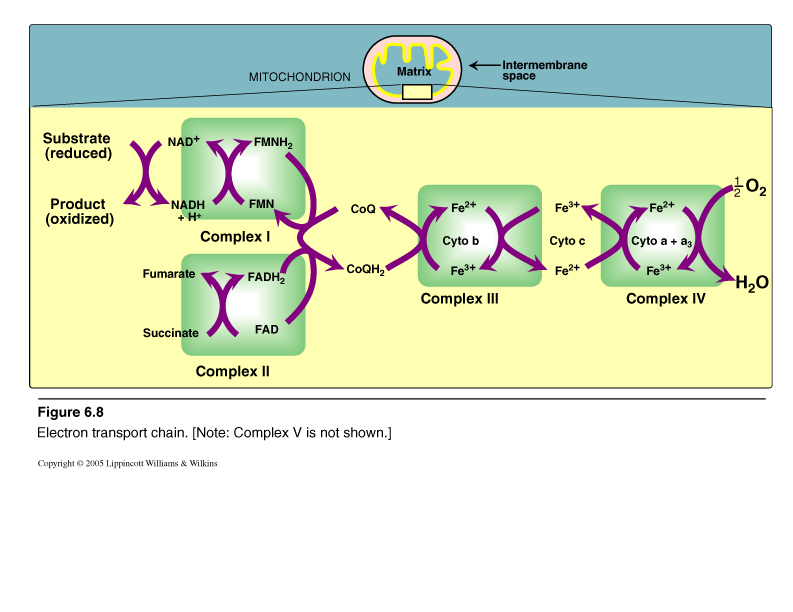 MITOCHONDRION
Matrix
Intermembrane
space
Substrate
(reduced)
Product
(oxidized)
NAD+
NADH
+ H+
FMNH2
FMN
Complex I
Fumarate
Succinate
FADH2
FAD
Complex II
CoQ
CoQH2
Fe2+
Cyto b
Fe3+
Complex III
Fe3+
Cyto c
Fe2+
Fe2+
Cyto a + a3
Fe3+
Complex IV
1/2 O2
H2O
Figure 6.8
Electron transport chain. [Note: Complex V is not shown.]
Copyright © 2005 Lippincott Williams & Wilkins